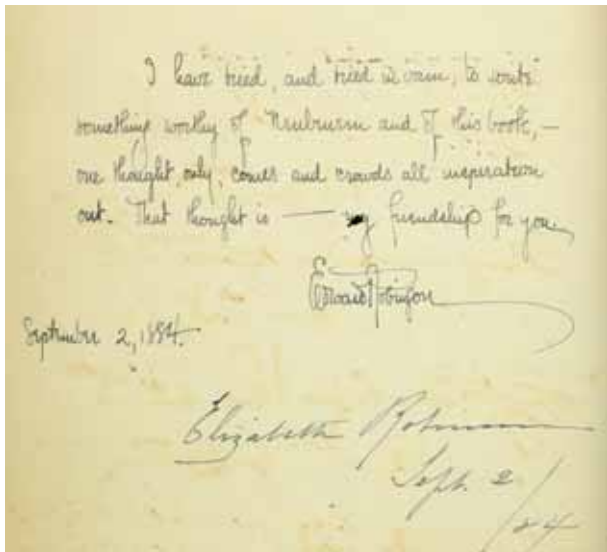 I have tried, and tried in vain, to write
something worthy of and of this book, —
one thought, only, comes and crowds all inspiration
out. That thought is — my friendship for you.
Edward Robinson
September 2, 1884.
Elizabeth Robinson
Sept. 2
/84